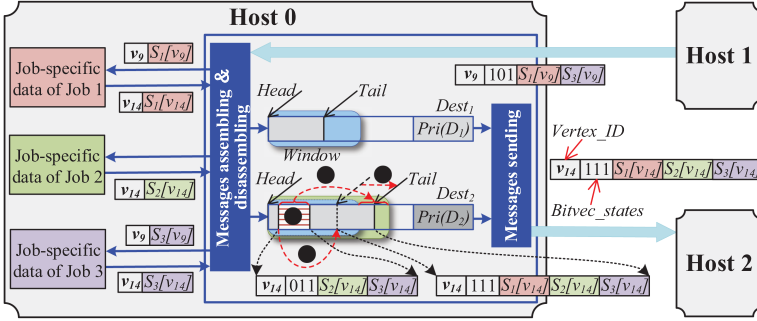 Host 0
Host 1
Job-specific
data of Job 1
v9 S1[v9]
v14 S1[v14]
Job-specific
data of Job 2
v14 S2[v14]
Job-specific
data of Job 3
v9 S3[v9]
v14 S3[v14]
Messages assembling &
disassembling
v9 101 S1[v9] S3[v9]
Head
Tail
Dest1
Pri(D1)
Window
Head
Tail
Dest2
Pri(D2)
Messages sending
Vertex_ID
v14 111 S1[v14] S2[v14] S3[v14]
Bitvec_states
Host 2
v14 011 S2[v14] S3[v14]
v14 111 S1[v14] S2[v14] S3[v14]